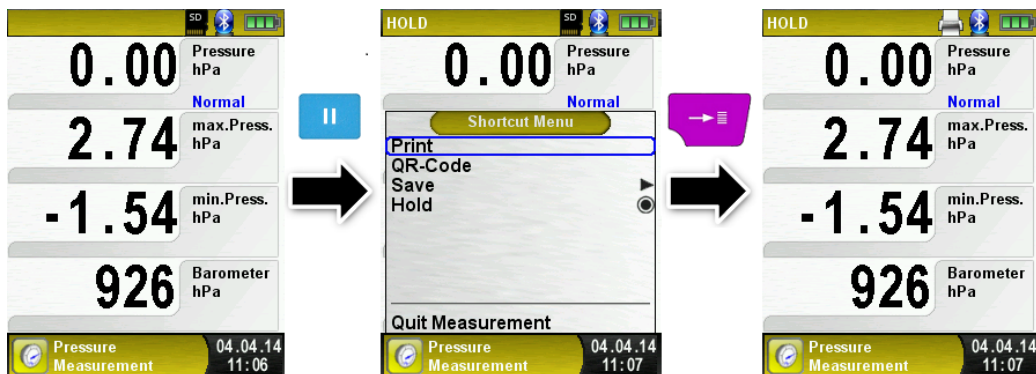 SD
0.00
Pressure
hPa
Normal
2.74
max.Press.
hPa
-1.54
min.Press.
hPa
926
Barometer
hPa
Pressure
Measurement
04.04.14
11:06
HOLD
SD
0.00
Pressure
hPa
Normal
Shortcut Menu
Print
QR-Code
Save
Hold
Quit Measurement
Pressure
Measurement
04.04.14
11:07
HOLD
0.00
Pressure
hPa
Normal
2.74
max.Press.
hPa
-1.54
min.Press.
hPa
926
Barometer
hPa
Pressure
Measurement
04.04.14
11:07